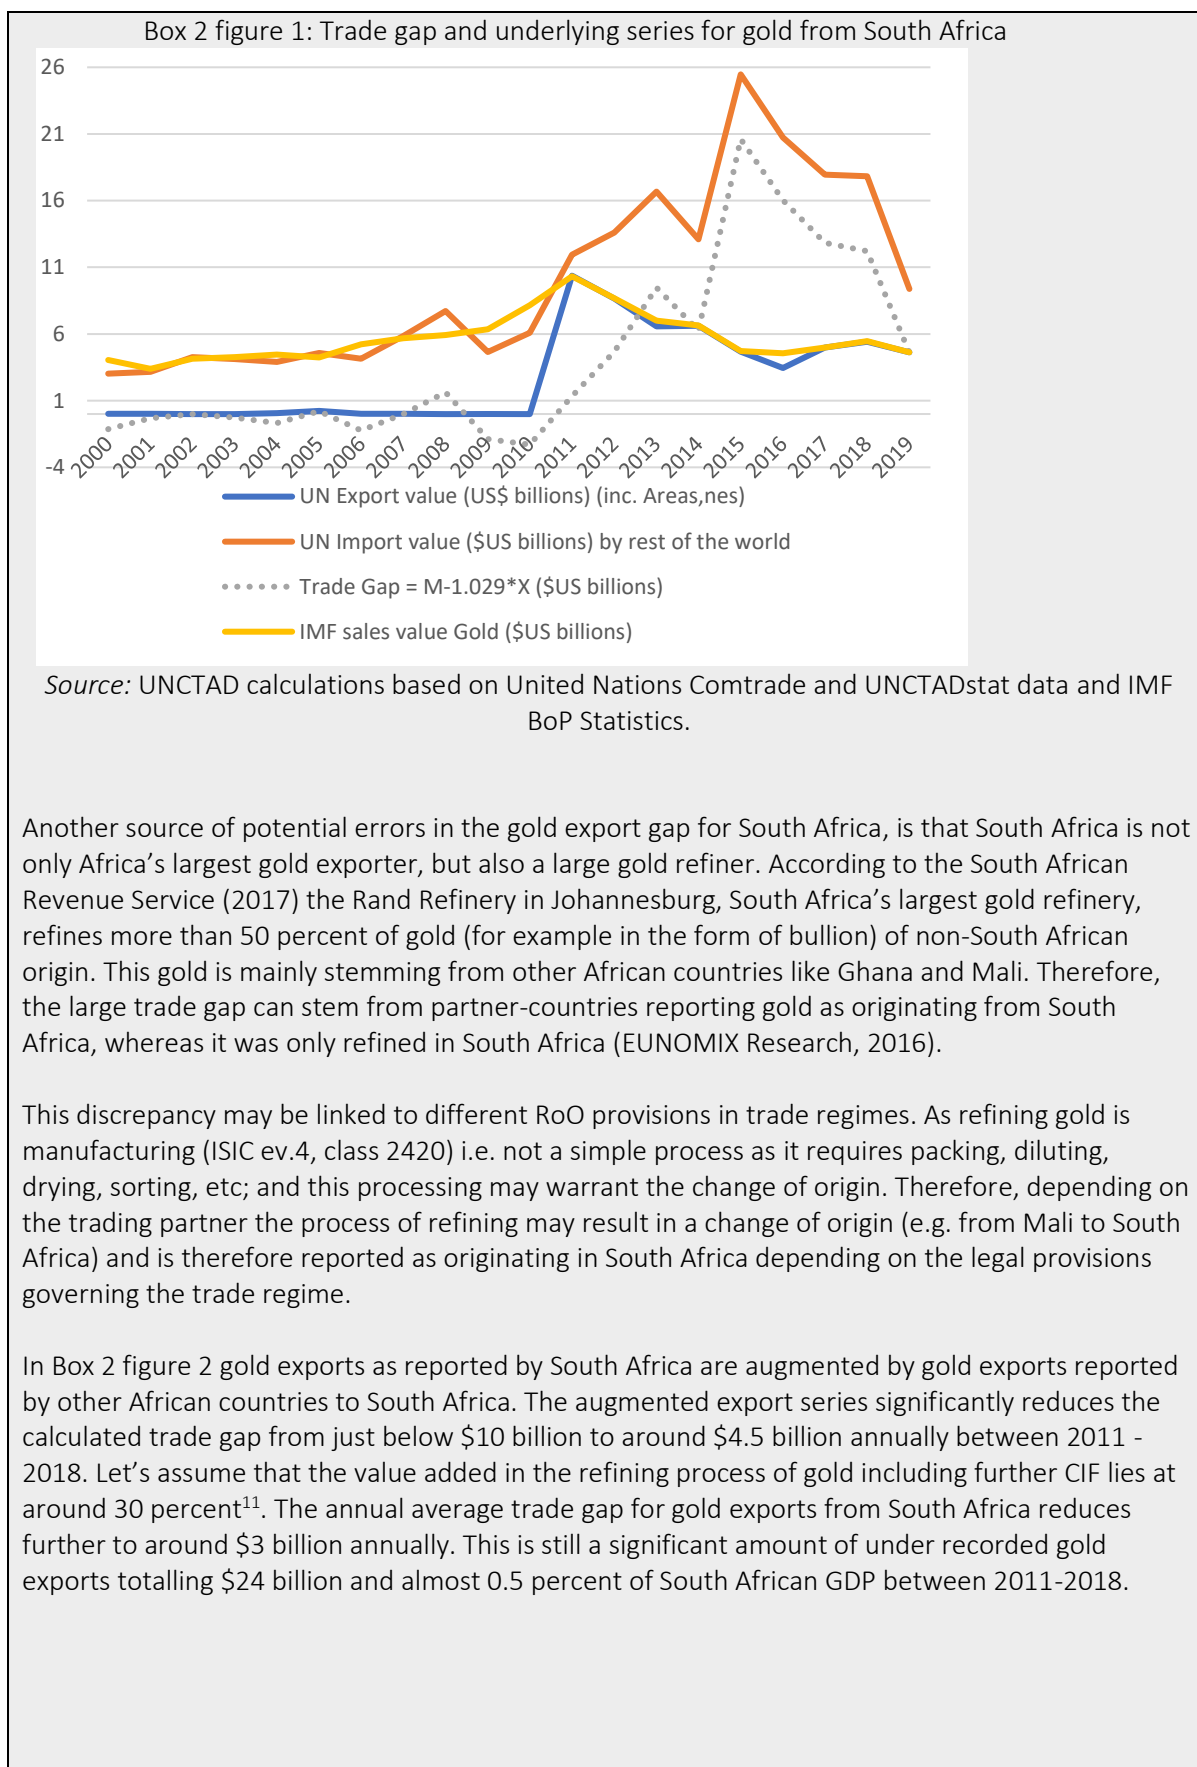 Box 2 figure 1: Trade gap and underlying series for gold from South Africa
26
21
16
11
6
1
-4
2000
2001
2002
2003
2004
2005
2006
2007
2008
2009
2010
2011
2012
2013
2014
2015
2016
2017
2018
2019
UN Export value (US$ billions) (inc. Areas,nes)
UN Import value ($US billions) by rest of the world
Trade Gap = M-1.029*X ($US billions)
IMF sales value Gold ($US billions)
Source: UNCTAD calculations based on United Nations Comtrade and UNCTADstat data and IMF
BoP Statistics.
Another source of potential errors in the gold export gap for South Africa, is that South Africa is not
only Africa’s largest gold exporter, but also a large gold refiner. According to the South African
Revenue Service (2017) the Rand Refinery in Johannesburg, South Africa’s largest gold refinery,
refines more than 50 percent of gold (for example in the form of bullion) of non-South African
origin. This gold is mainly stemming from other African countries like Ghana and Mali. Therefore,
the large trade gap can stem from partner-countries reporting gold as originating from South
Africa, whereas it was only refined in South Africa (EUNOMIX Research, 2016).
This discrepancy may be linked to different RoO provisions in trade regimes. As refining gold is
manufacturing (ISIC ev.4, class 2420) i.e. not a simple process as it requires packing, diluting,
drying, sorting, etc; and this processing may warrant the change of origin. Therefore, depending on
the trading partner the process of refining may result in a change of origin (e.g. from Mali to South
Africa) and is therefore reported as originating in South Africa depending on the legal provisions
governing the trade regime.
In Box 2 figure 2 gold exports as reported by South Africa are augmented by gold exports reported
by other African countries to South Africa. The augmented export series significantly reduces the
calculated trade gap from just below $10 billion to around $4.5 billion annually between 2011 -
2018. Let’s assume that the value added in the refining process of gold including further CIF lies at
around 30 percent¹¹. The annual average trade gap for gold exports from South Africa reduces
further to around $3 billion annually. This is still a significant amount of under recorded gold
exports totalling $24 billion and almost 0.5 percent of South African GDP between 2011-2018.